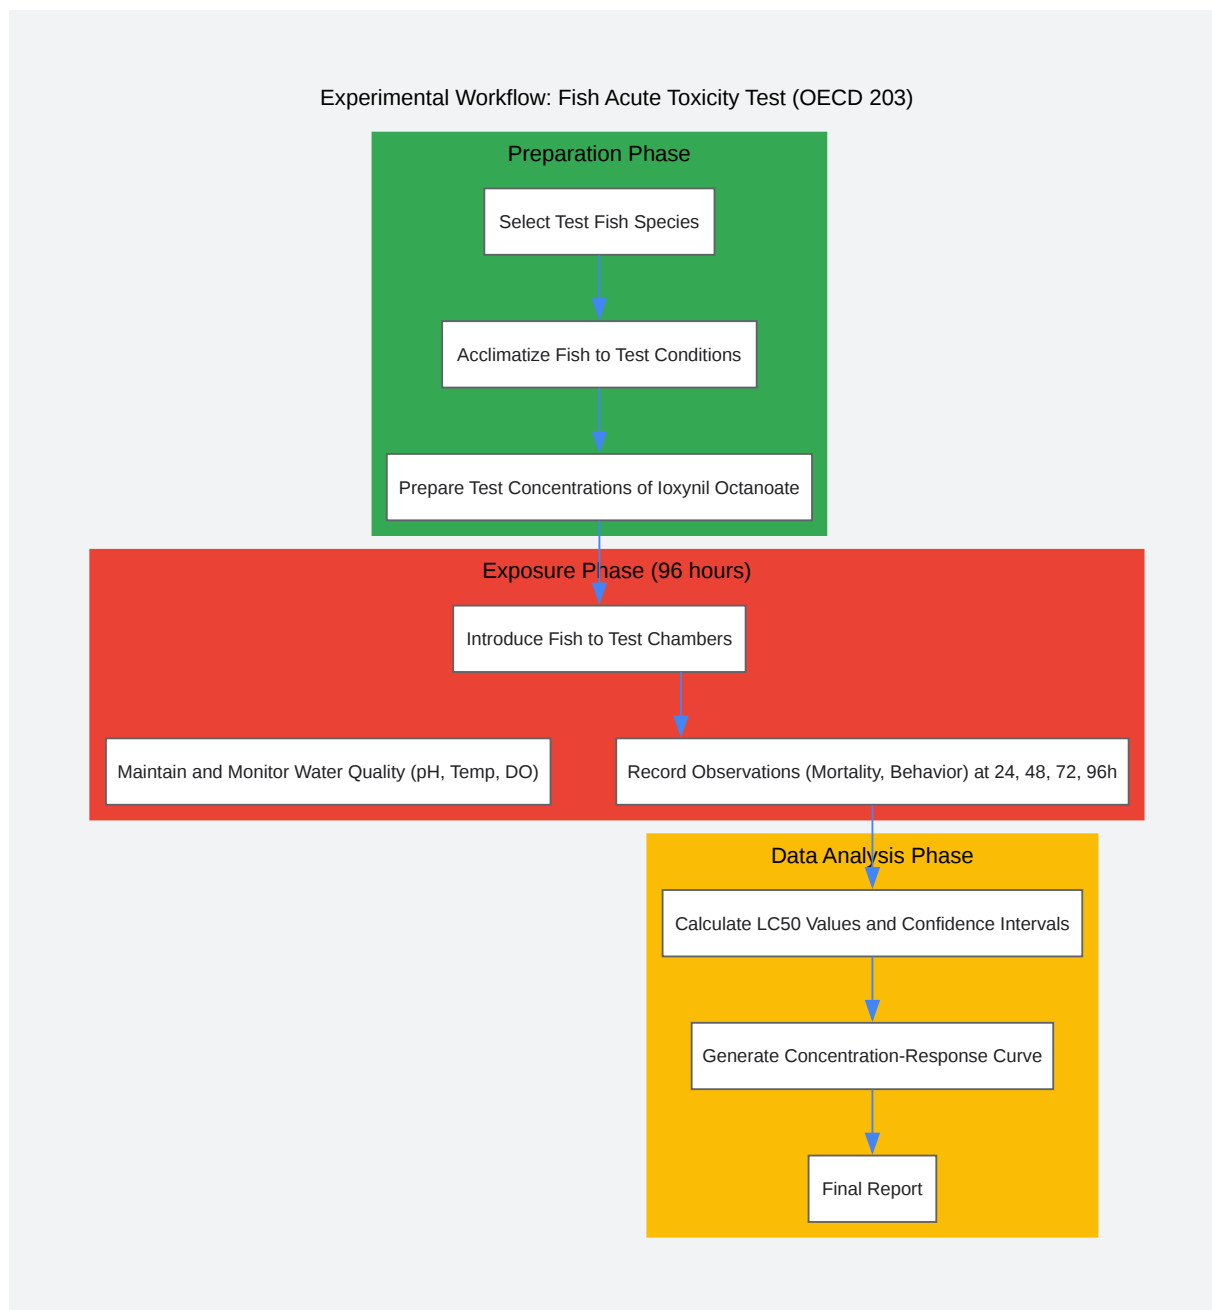 Experimental Workflow: Fish Acute Toxicity Test (OECD 203)
Preparation Phase
Select Test Fish Species
Acclimatize Fish to Test Conditions
Prepare Test Concentrations of Ioxynil Octanoate
Exposure Phase (96 hours)
Introduce Fish to Test Chambers
Maintain and Monitor Water Quality (pH, Temp, DO)
Record Observations (Mortality, Behavior) at 24, 48, 72, 96h
Data Analysis Phase
Calculate LC50 Values and Confidence Intervals
Generate Concentration-Response Curve
Final Report